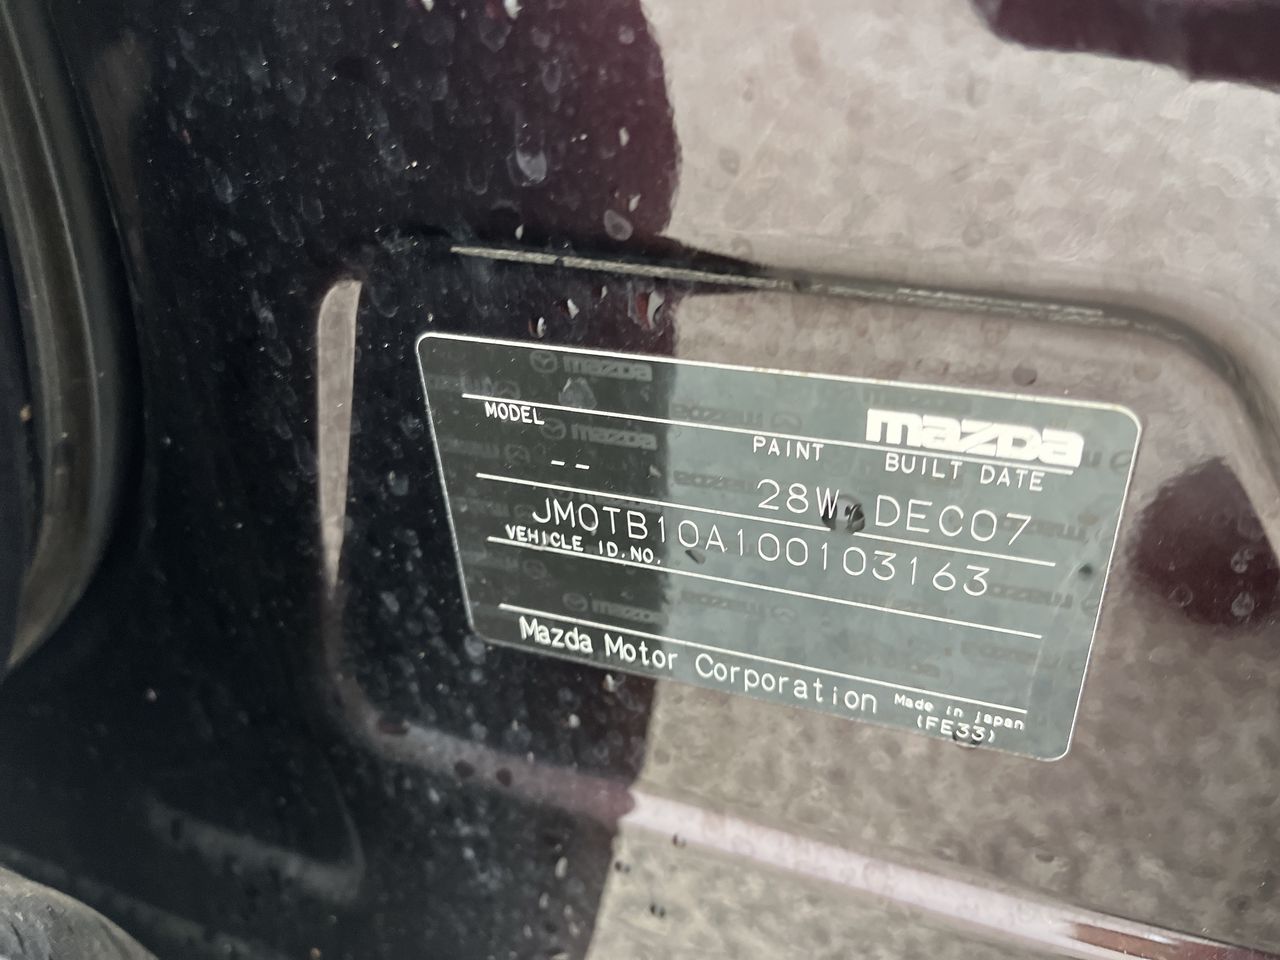 mazda
MODEL PAINT BUILT DATE
-- 28W DEC07
JM0TB10A100103163
VEHICLE ID.NO.
Mazda Motor Corporation Made in japan
(FE33)